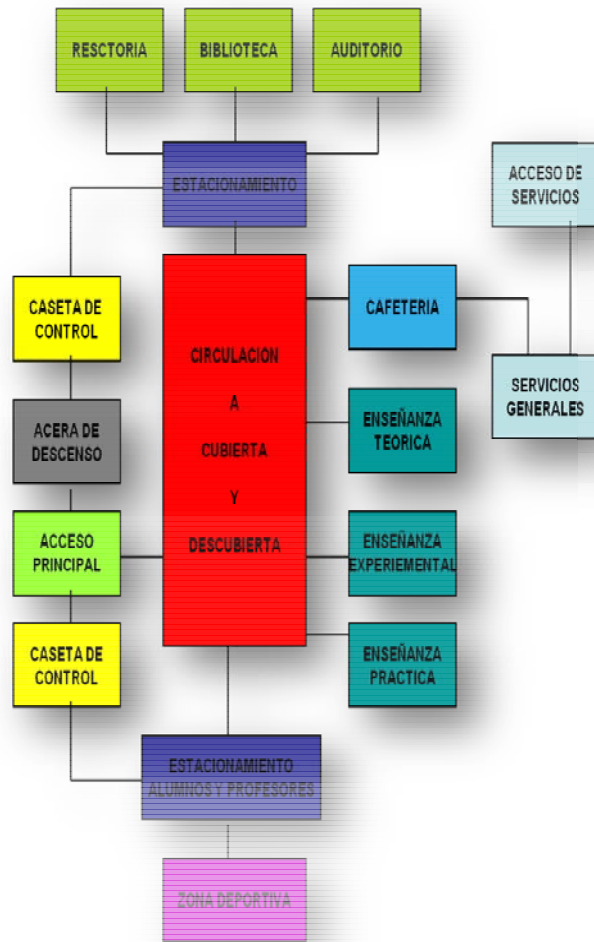 RESCTORIA
BIBLIOTECA
AUDITORIO
ESTACIONAMIENTO
ACCESO DE
SERVICIOS
CASETA DE
CONTROL
CIRCULACION
A
CUBIERTA
Y
DESCUBIERTA
CAFETERIA
SERVICIOS
GENERALES
ACERA DE
DESCENSO
ENSEÑANZA
TEORICA
ACCESO
PRINCIPAL
ENSEÑANZA
EXPERIEMENTAL
CASETA DE
CONTROL
ENSEÑANZA
PRACTICA
ESTACIONAMIENTO
ALUMNOS Y PROFESORES
ZONA DEPORTIVA